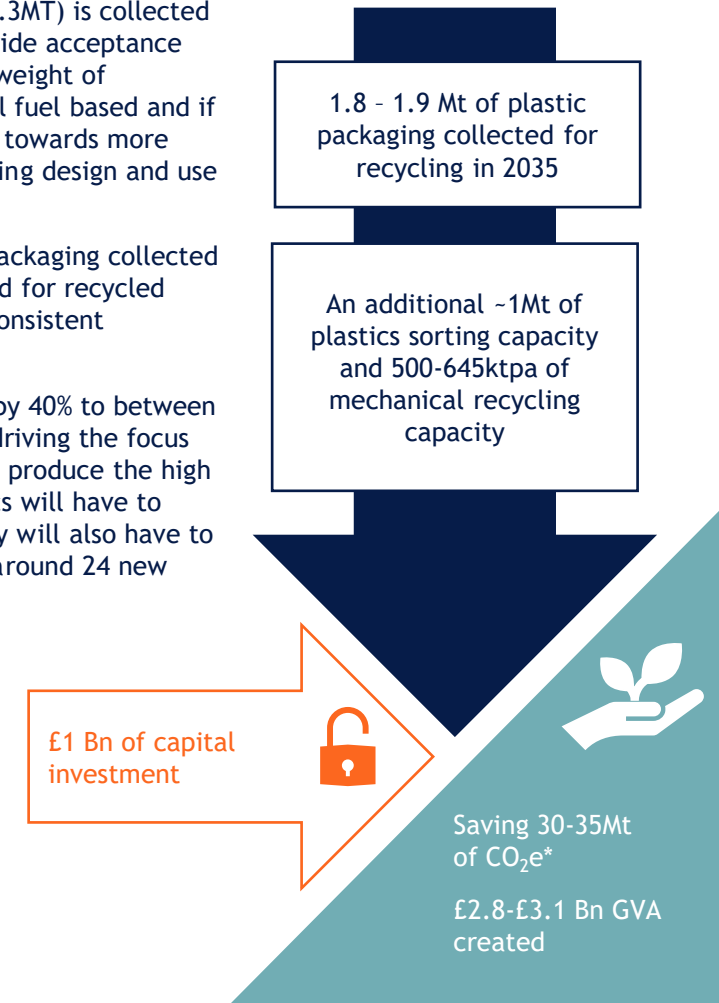 .3MT) is collected
ide acceptance
weight of
l fuel based and if
towards more
ing design and use
ackaging collected
d for recycled
onsistent
by 40% to between
driving the focus
produce the high
s will have to
y will also have to
around 24 new
1.8 – 1.9 Mt of plastic
packaging collected for
recycling in 2035
An additional ~1Mt of
plastics sorting capacity
and 500-645ktpa of
mechanical recycling
capacity
£1 Bn of capital
investment
Saving 30-35Mt
of CO₂e*
£2.8-£3.1 Bn GVA
created